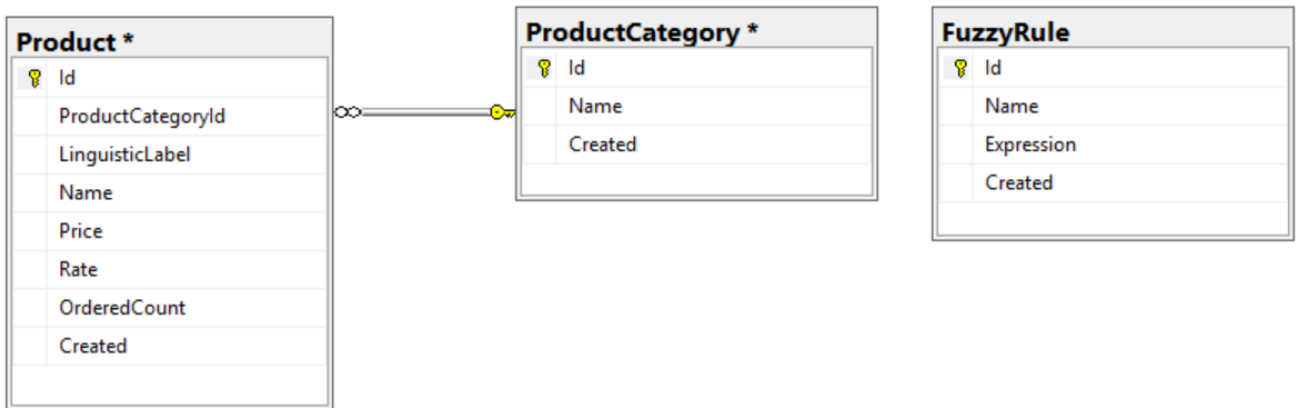 Product *
Id
ProductCategoryId
LinguisticLabel
Name
Price
Rate
OrderedCount
Created
ProductCategory *
Id
Name
Created
FuzzyRule
Id
Name
Expression
Created